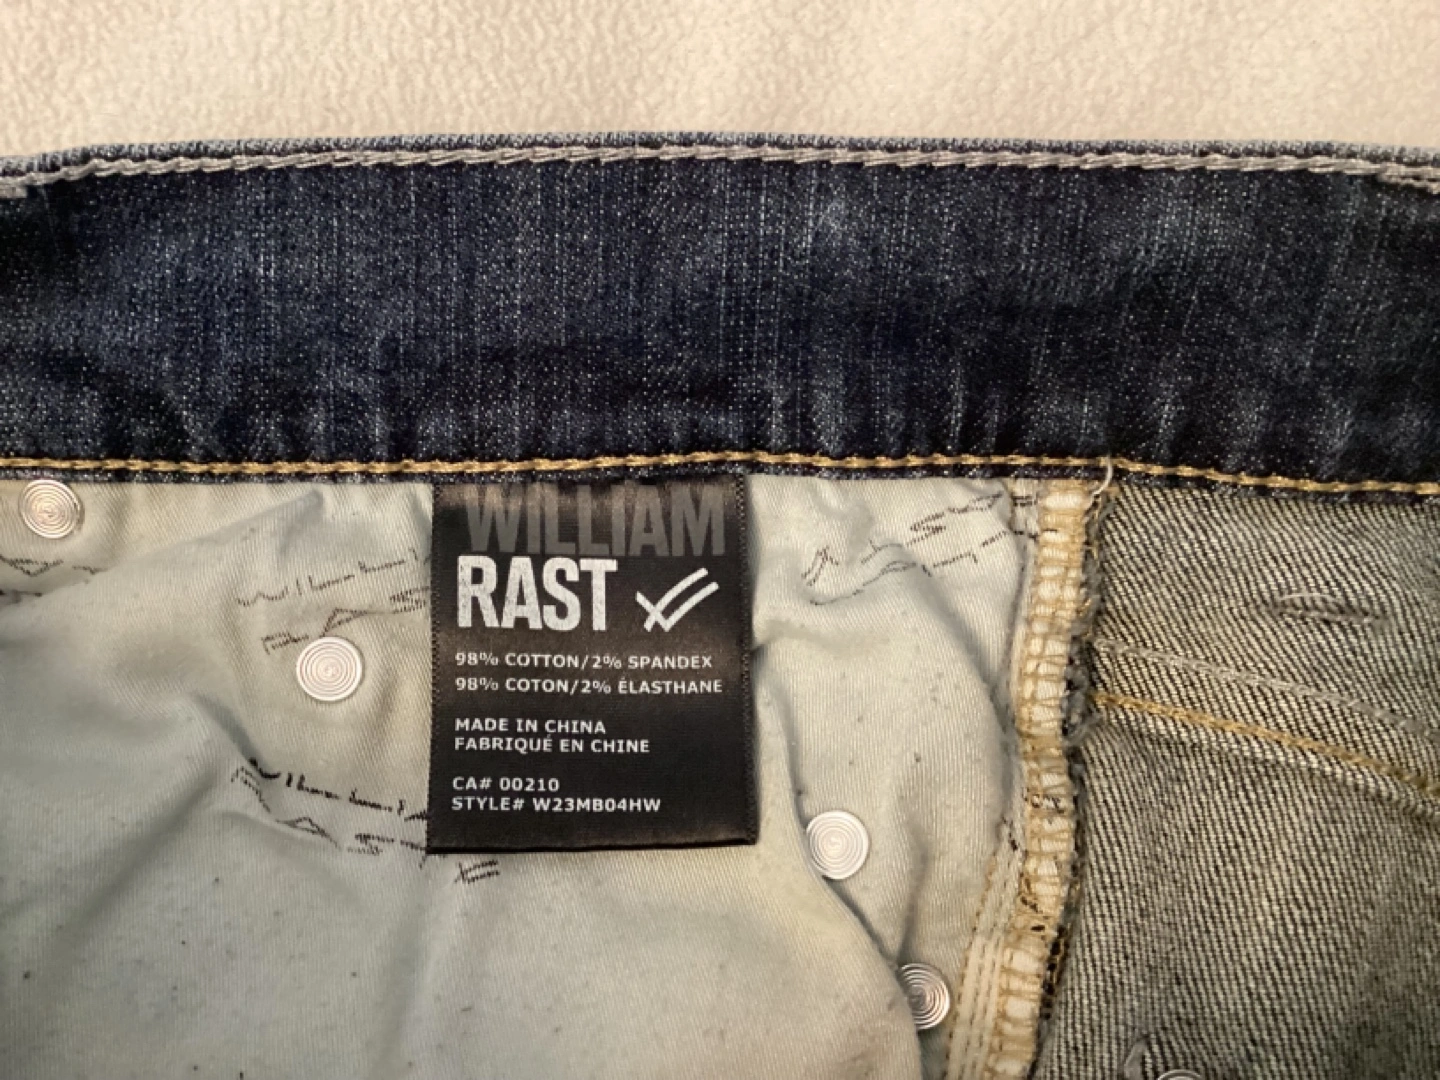 WILLIAM
RAST
98% COTTON/2% SPANDEX
98% COTON/2% ÉLASTHANE
MADE IN CHINA
FABRIQUÉ EN CHINE
CA# 00210
STYLE# W23MB04HW